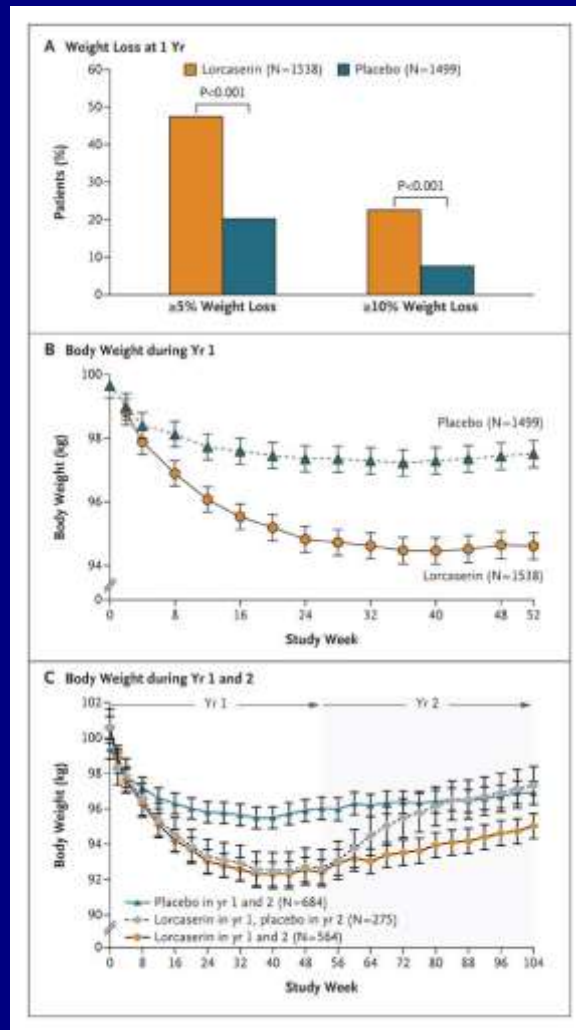 A Weight Loss at 1 Yr
Lorcaserin (N=1538) Placebo (N=1499)
60
50
40
30
20
10
0
Patients (%)
P<0.001
P<0.001
≥5% Weight Loss ≥10% Weight Loss
B Body Weight during Yr 1
100
98
96
94
0
Body Weight (kg)
Placebo (N=1499)
Lorcaserin (N=1538)
0 8 16 24 32 40 48 52
Study Week
C Body Weight during Yr 1 and 2
Yr 1 Yr 2
102
100
98
96
94
92
90
0
Body Weight (kg)
Placebo in yr 1 and 2 (N=684)
Lorcaserin in yr 1, placebo in yr 2 (N=275)
Lorcaserin in yr 1 and 2 (N=564)
0 8 16 24 32 40 48 56 64 72 80 88 96 104
Study Week